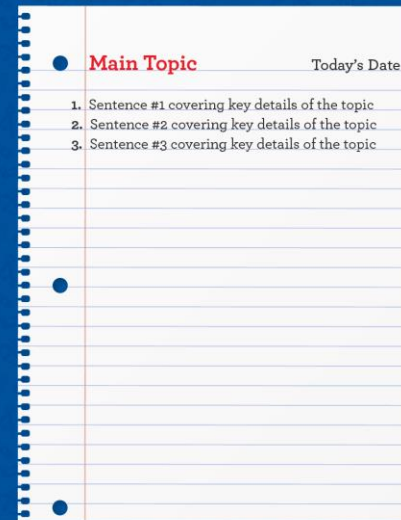 Main Topic Today's Date
1. Sentence #1 covering key details of the topic
2. Sentence #2 covering key details of the topic
3. Sentence #3 covering key details of the topic